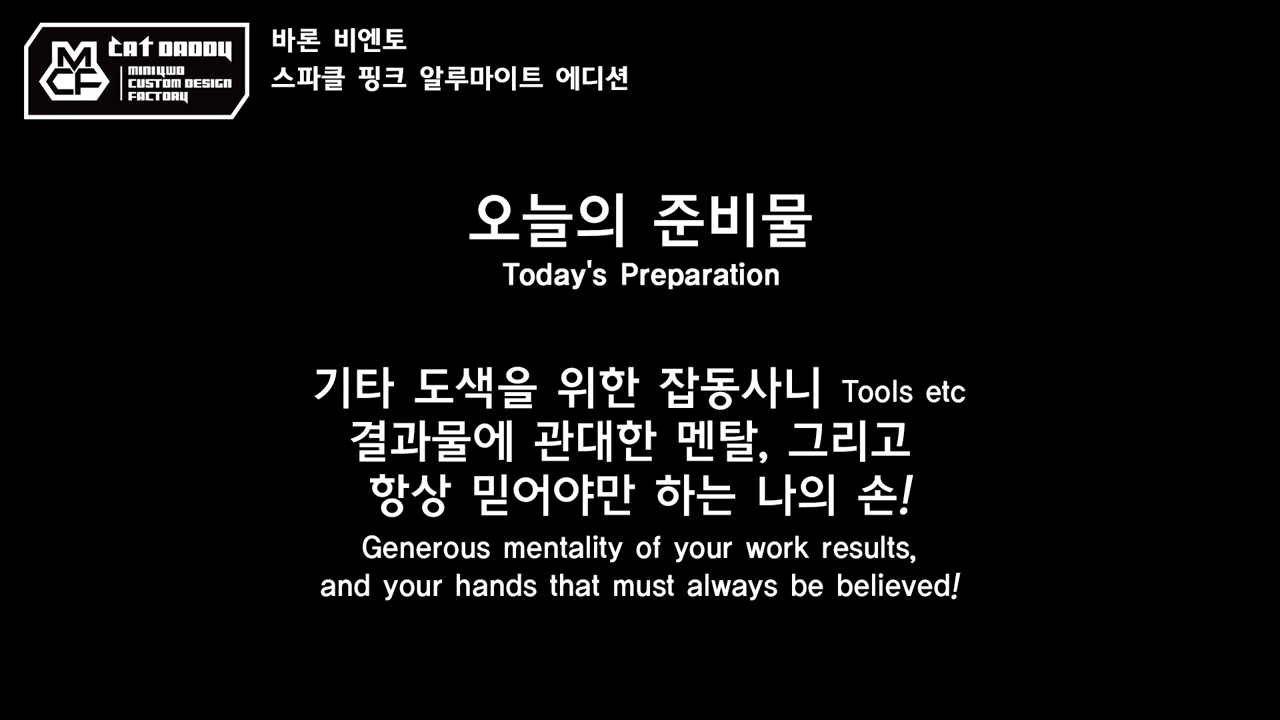 MCF
CAT DADDY
MINI4WD
CUSTOM DESIGN
FACTORY
바론 비엔토
스파클 핑크 알루마이트 에디션
오늘의 준비물
Today's Preparation
기타 도색을 위한 잡동사니 Tools etc
결과물에 관대한 멘탈, 그리고
항상 믿어야만 하는 나의 손!
Generous mentality of your work results,
and your hands that must always be believed!